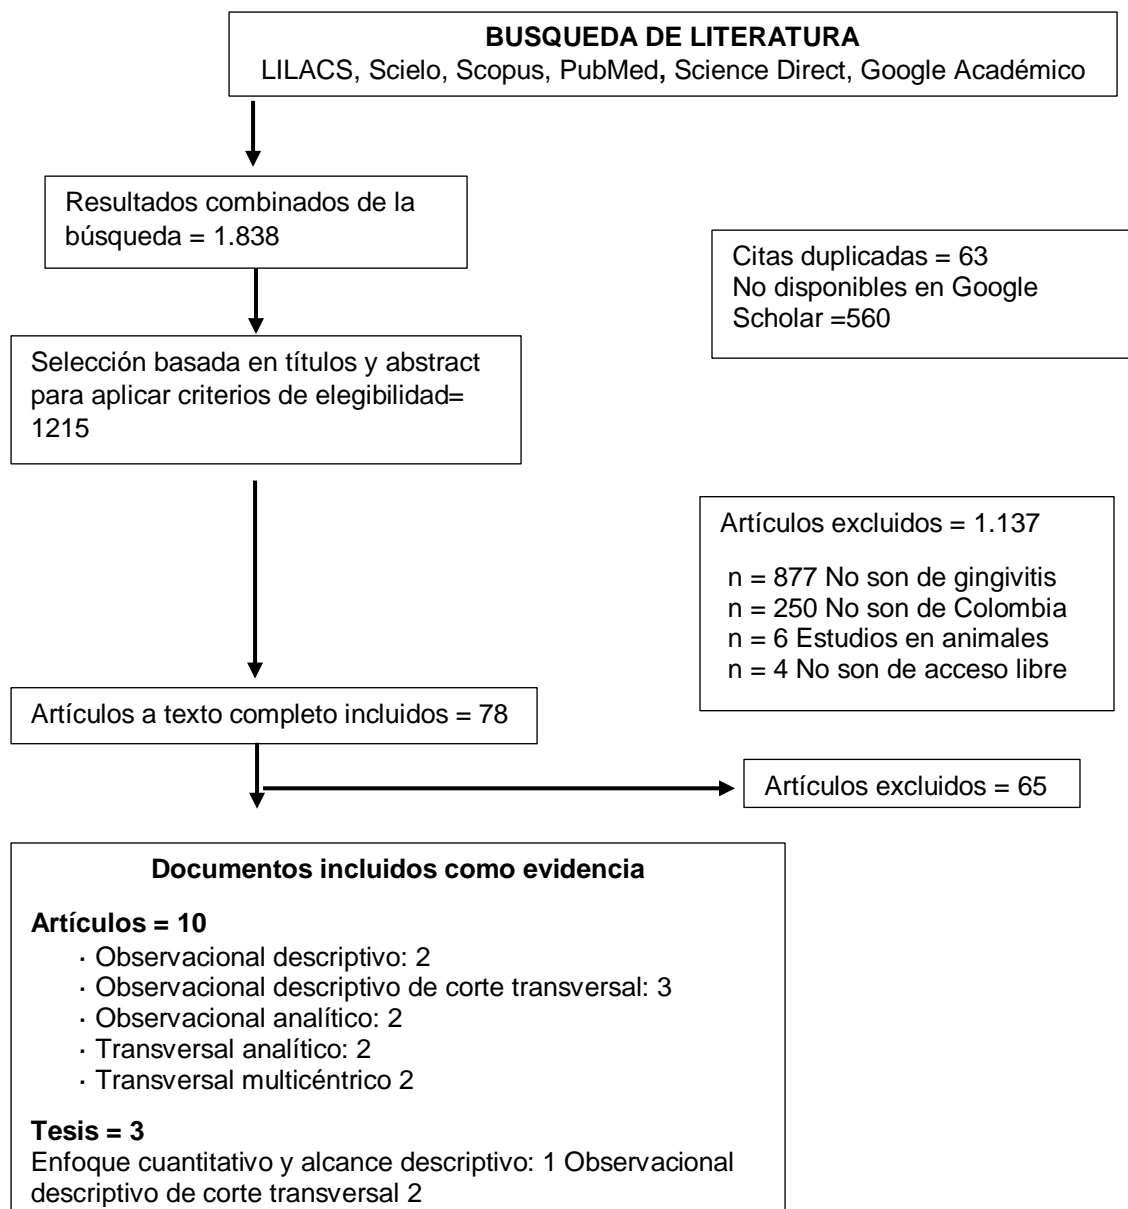 BUSQUEDA DE LITERATURA
LILACS, Scielo, Scopus, PubMed, Science Direct, Google Académico
Resultados combinados de la
búsqueda = 1.838
Citas duplicadas = 63
No disponibles en Google
Scholar =560
Selección basada en títulos y abstract
para aplicar criterios de elegibilidad=
1215
Artículos excluidos = 1.137
n = 877 No son de gingivitis
n = 250 No son de Colombia
n = 6 Estudios en animales
n = 4 No son de acceso libre
Artículos a texto completo incluidos = 78
Artículos excluidos = 65
Documentos incluidos como evidencia
Artículos = 10
· Observacional descriptivo: 2
· Observacional descriptivo de corte transversal: 3
· Observacional analítico: 2
· Transversal analítico: 2
· Transversal multicéntrico 2
Tesis = 3
Enfoque cuantitativo y alcance descriptivo: 1 Observacional
descriptivo de corte transversal 2